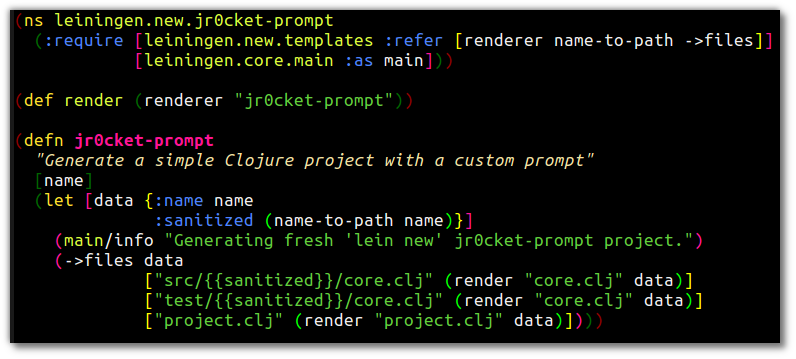 (ns leiningen.new.jr0cket-prompt
  (:require [leiningen.new.templates :refer [renderer name-to-path ->files]]
            [leiningen.core.main :as main]))

(def render (renderer "jr0cket-prompt"))

(defn jr0cket-prompt
  "Generate a simple Clojure project with a custom prompt"
  [name]
  (let [data {:name name
              :sanitized (name-to-path name)}]
    (main/info "Generating fresh 'lein new' jr0cket-prompt project.")
    (->files data
             ["src/{{sanitized}}/core.clj" (render "core.clj" data)]
             ["test/{{sanitized}}/core.clj" (render "core.clj" data)]
             ["project.clj" (render "project.clj" data)])))